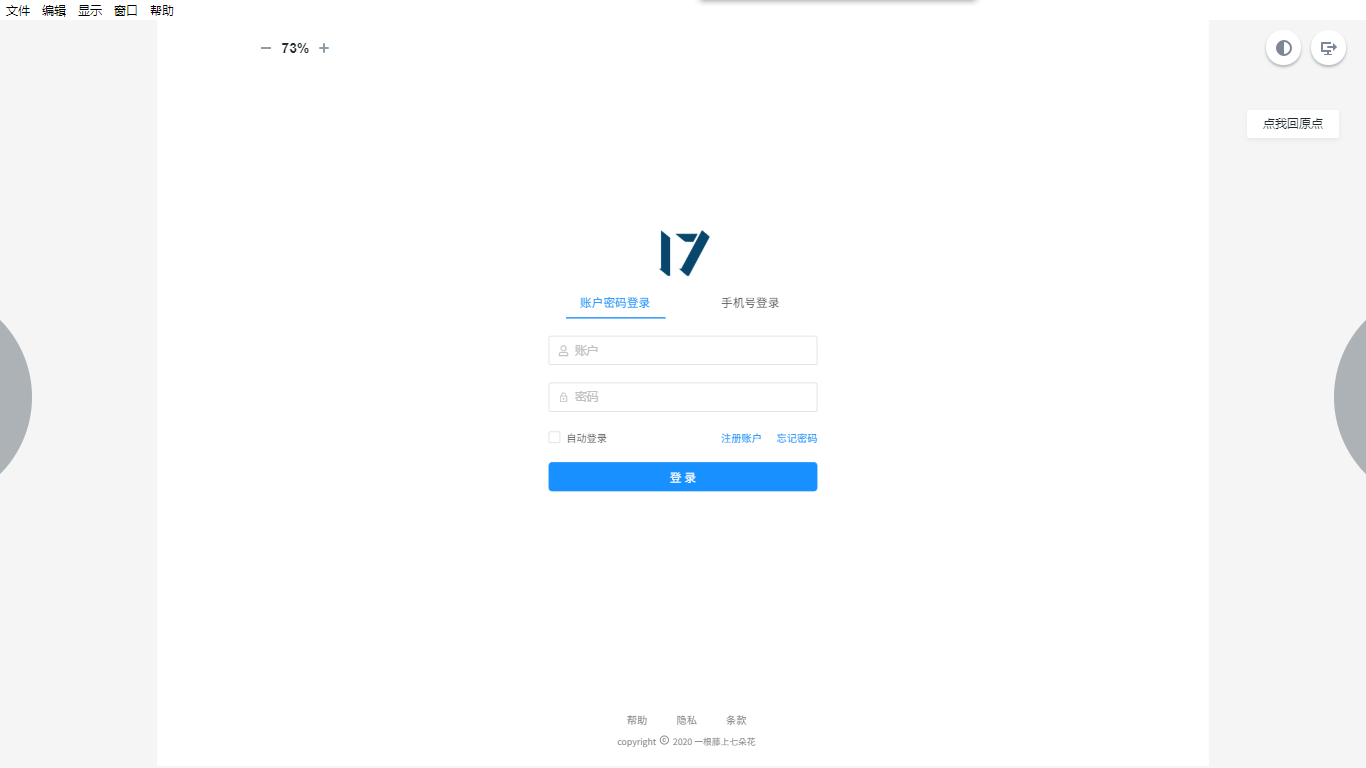 文件 编辑 显示 窗口 帮助
73%
点我回原点
17
账户密码登录 手机号登录
账户
密码
自动登录 注册账户 忘记密码
登 录
帮助 隐私 条款
copyright © 2020 一根藤上七朵花